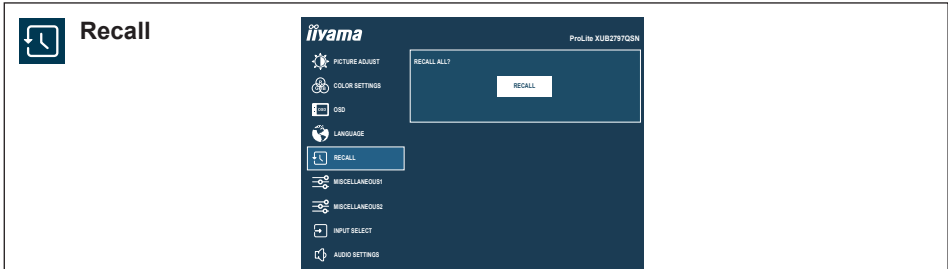 Recall
iiyama
ProLite XUB2797QSN
PICTURE ADJUST
COLOR SETTINGS
OSD
OSD
LANGUAGE
RECALL
MISCELLANEOUS1
MISCELLANEOUS2
INPUT SELECT
AUDIO SETTINGS
RECALL ALL?
RECALL